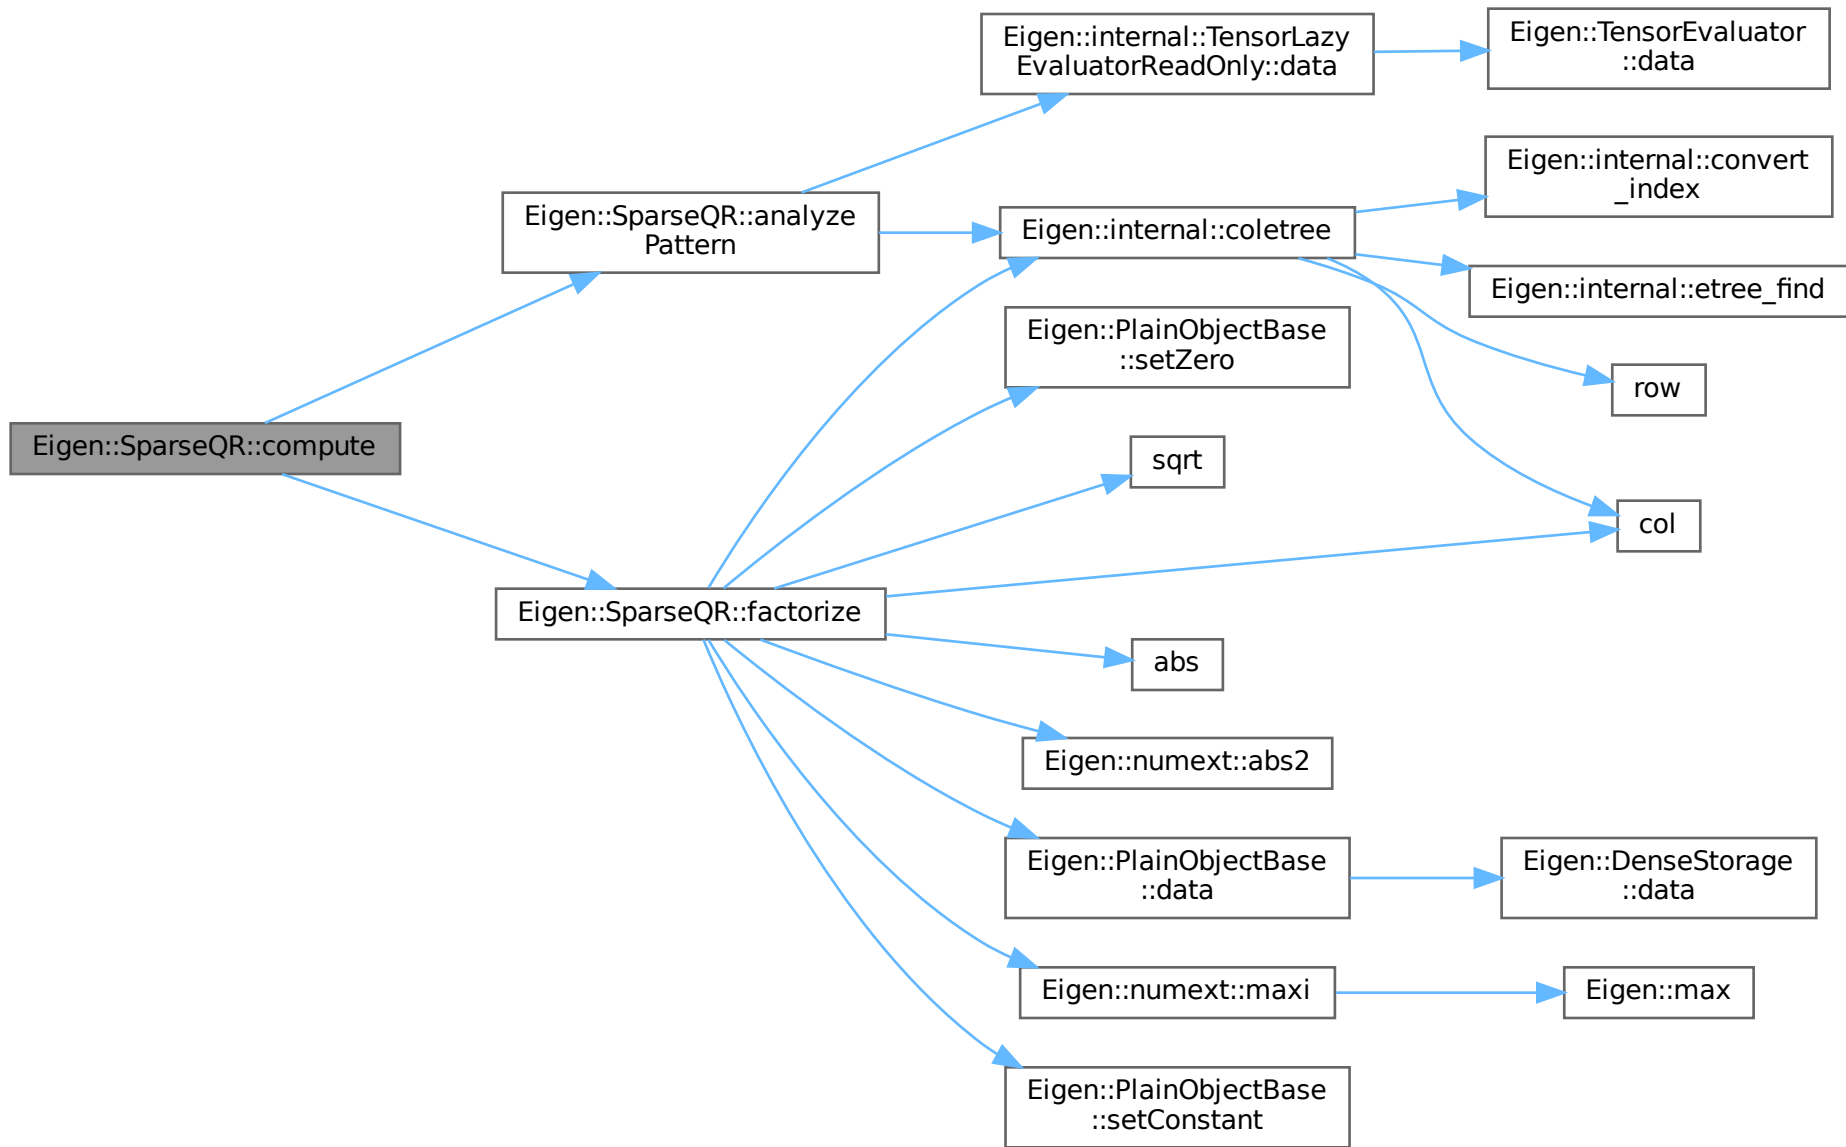 Eigen::internal::TensorLazy
EvaluatorReadOnly::data
Eigen::TensorEvaluator
::data
Eigen::internal::convert
_index
Eigen::SparseQR::analyze
Pattern
Eigen::internal::coletree
Eigen::internal::etree_find
Eigen::PlainObjectBase
::setZero
row
Eigen::SparseQR::compute
sqrt
col
Eigen::SparseQR::factorize
abs
Eigen::numext::abs2
Eigen::PlainObjectBase
::data
Eigen::DenseStorage
::data
Eigen::numext::maxi
Eigen::max
Eigen::PlainObjectBase
::setConstant